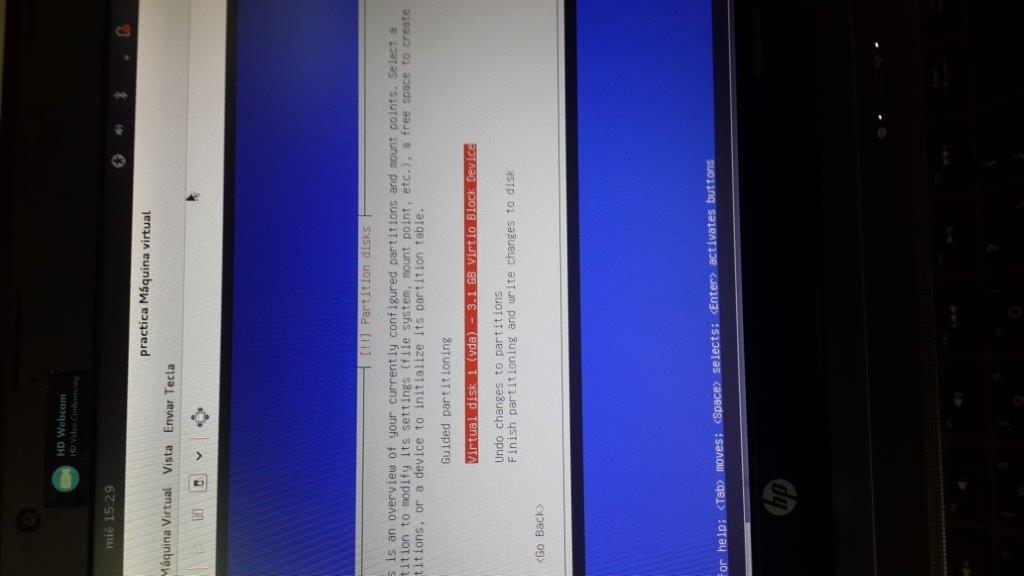 HD Webcam
HD Video Conferencing
mié 15:29
practica Máquina virtual
Máquina Virtual Vista Enviar Tecla
[!!] Partition disks
s is an overview of your currently configured partitions and mount points. Select a
tition to modify its settings (file system, mount point, etc.), a free space to create
titions, or a device to initialize its partition table.
Guided partitioning
Virtual disk 1 (vda) - 3.1 GB Virtio Block Device
Undo changes to partitions
Finish partitioning and write changes to disk
<Go Back>
or help; <Tab> moves; <Space> selects; <Enter> activates buttons
hp